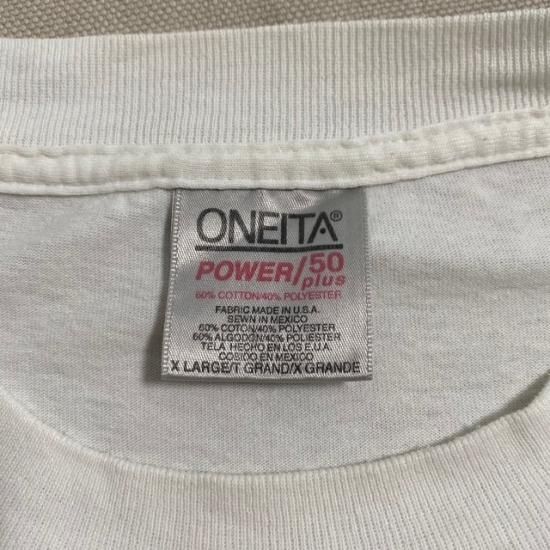 ONEITA®
POWER/50 plus
60% COTTON/40% POLYESTER
FABRIC MADE IN U.S.A.
SEWN IN MEXICO
60% COTON/40% POLYESTER
60% ALGODON/40% POLIESTER
TELA HECHO EN LOS E.U.A.
COSIDO EN MEXICO
X LARGE/T GRAND/X GRANDE